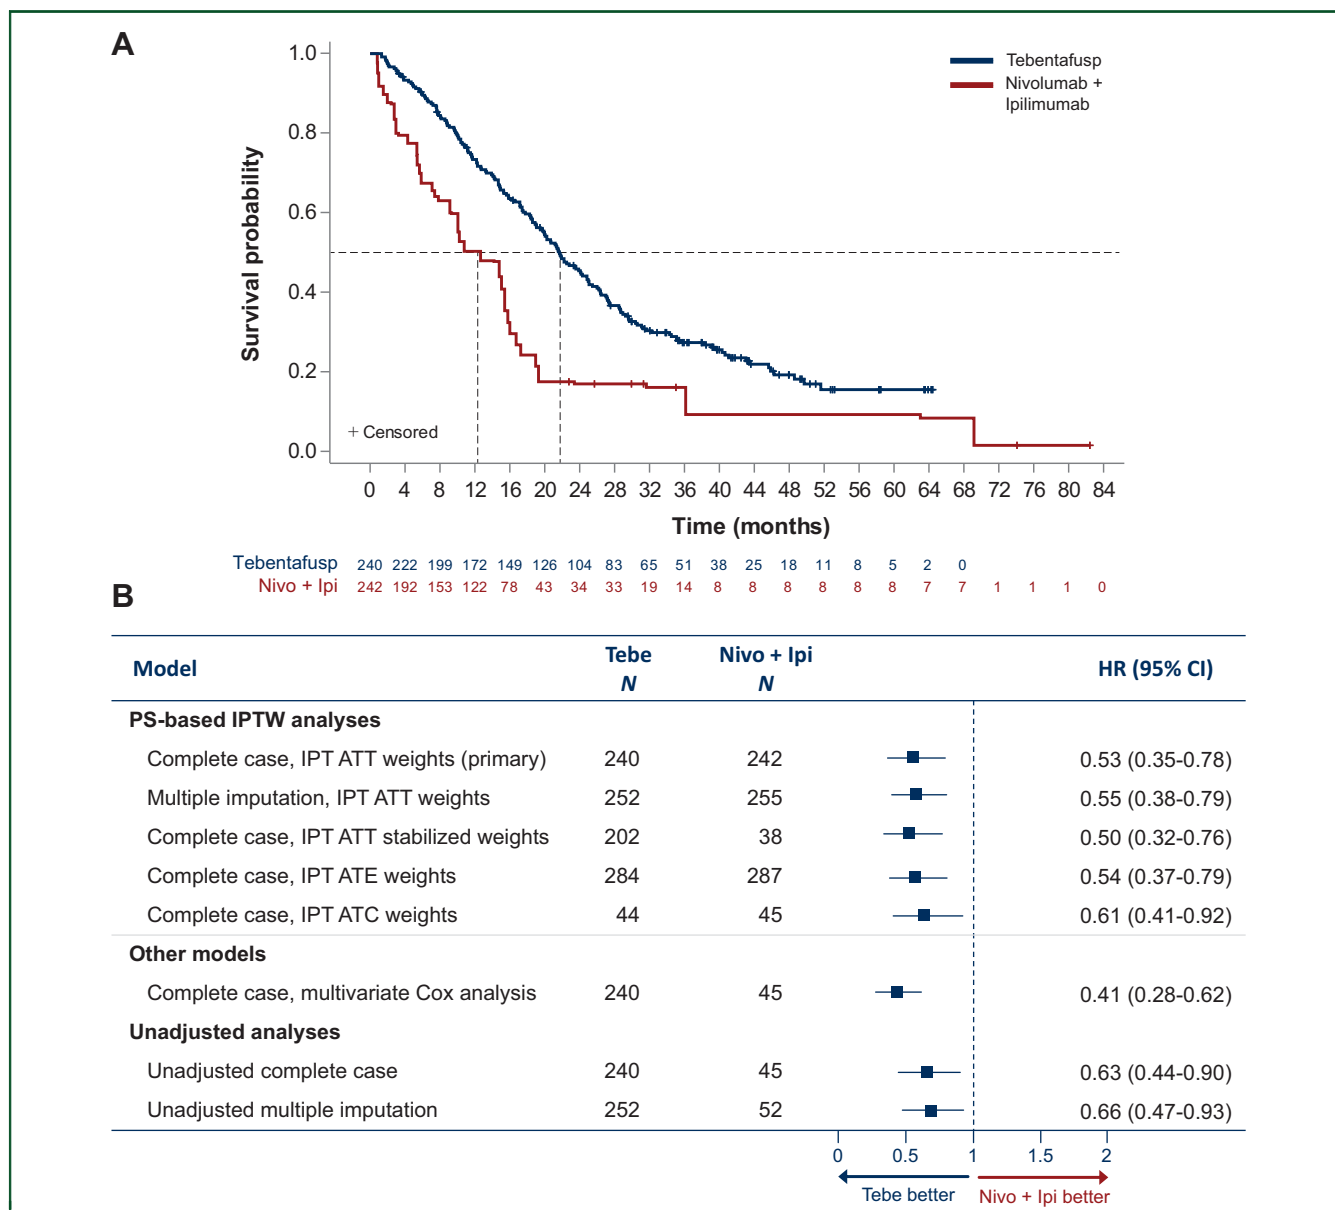 A
1.0
0.8
0.6
0.4
0.2
0.0
Survival probability
Tebentafusp
Nivolumab +
Ipilimumab
+ Censored
0 4 8 12 16 20 24 28 32 36 40 44 48 52 56 60 64 68 72 76 80 84
Time (months)
Tebentafusp 240 222 199 172 149 126 104 83 65 51 38 25 18 11 8 5 2 0
Nivo + Ipi 242 192 153 122 78 43 34 33 19 14 8 8 8 8 8 8 7 7 1 1 1 0
B
Model Tebe N Nivo + Ipi N HR (95% CI)
PS-based IPTW analyses
Complete case, IPT ATT weights (primary) 240 242 0.53 (0.35-0.78)
Multiple imputation, IPT ATT weights 252 255 0.55 (0.38-0.79)
Complete case, IPT ATT stabilized weights 202 38 0.50 (0.32-0.76)
Complete case, IPT ATE weights 284 287 0.54 (0.37-0.79)
Complete case, IPT ATC weights 44 45 0.61 (0.41-0.92)
Other models
Complete case, multivariate Cox analysis 240 45 0.41 (0.28-0.62)
Unadjusted analyses
Unadjusted complete case 240 45 0.63 (0.44-0.90)
Unadjusted multiple imputation 252 52 0.66 (0.47-0.93)
0 0.5 1 1.5 2
Tebe better Nivo + Ipi better